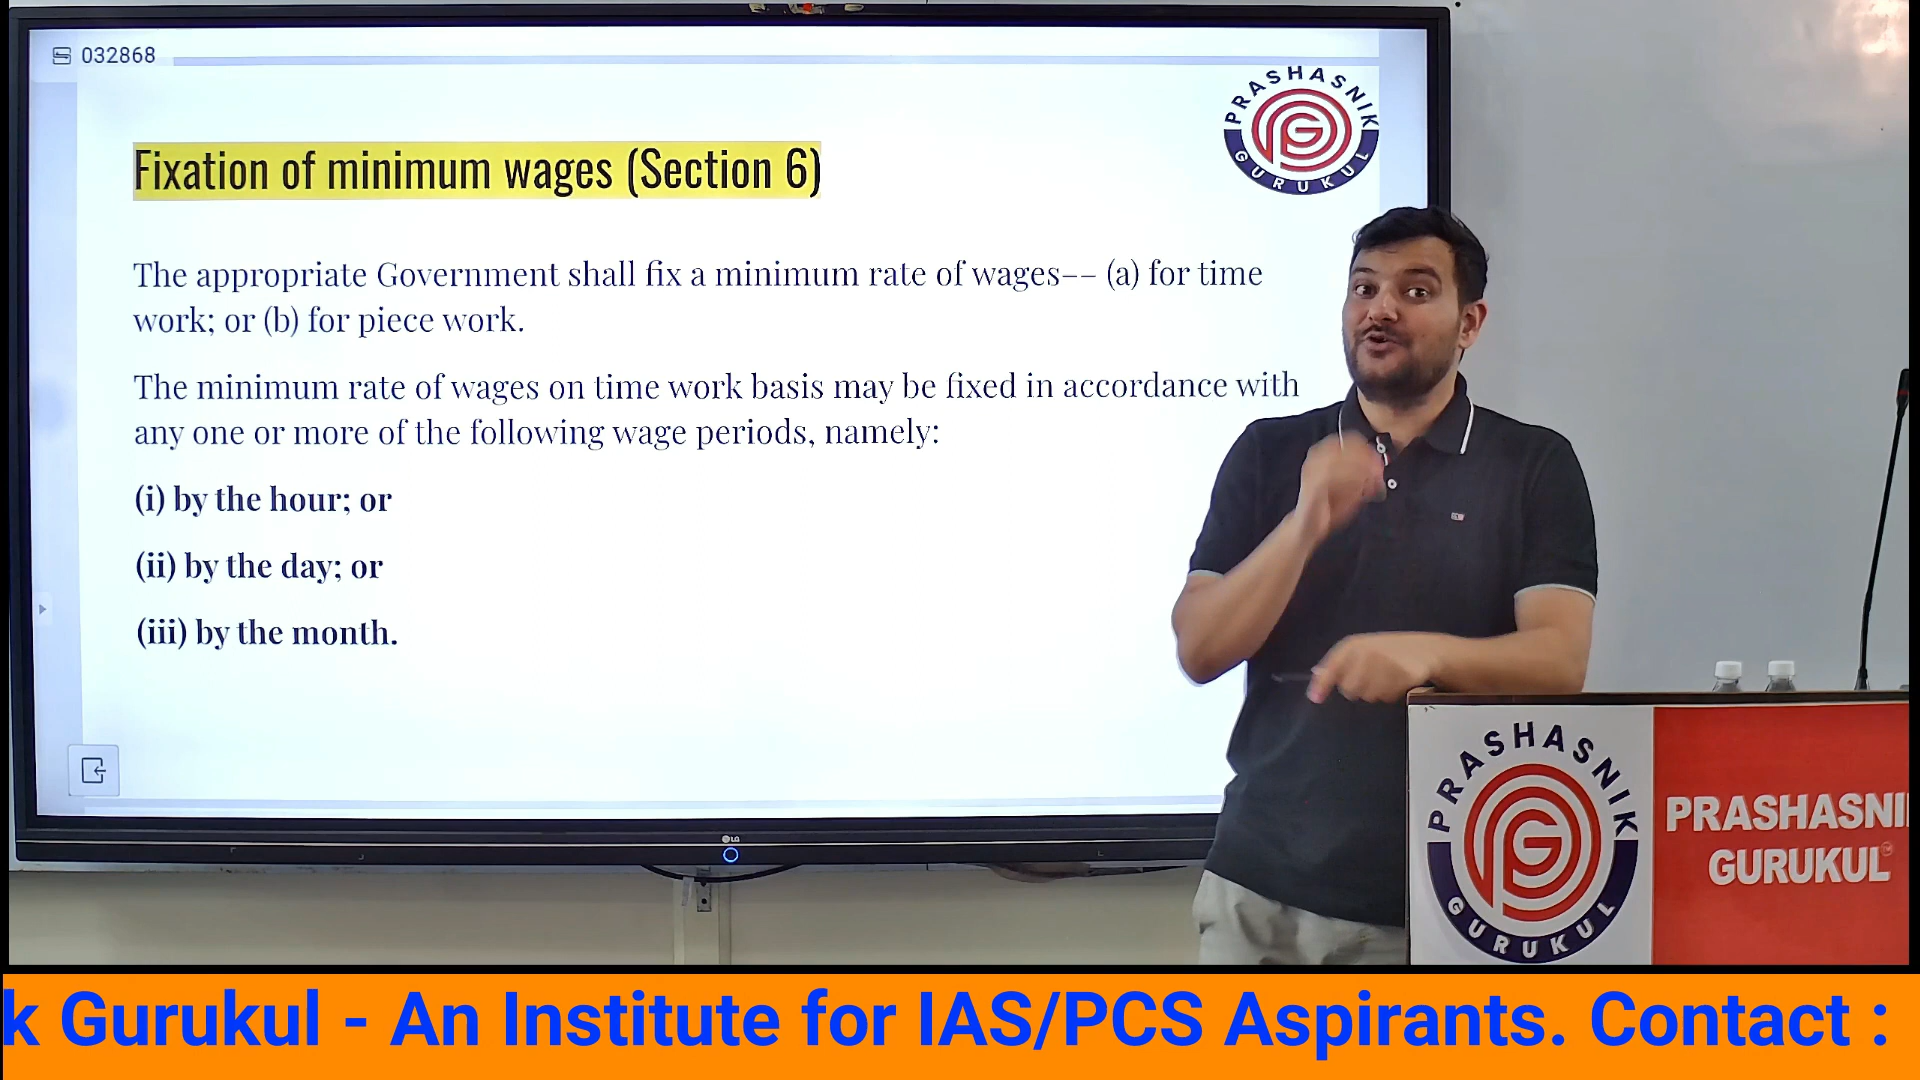 032868
PRASHASNIK
GURUKUL
Fixation of minimum wages (Section 6)
The appropriate Government shall fix a minimum rate of wages-- (a) for time
work; or (b) for piece work.
The minimum rate of wages on time work basis may be fixed in accordance with
any one or more of the following wage periods, namely:
(i) by the hour; or
(ii) by the day; or
(iii) by the month.
LG
PRASHASNIK
GURUKUL
PRASHASNI
GURUKUL
k Gurukul - An Institute for IAS/PCS Aspirants. Contact :